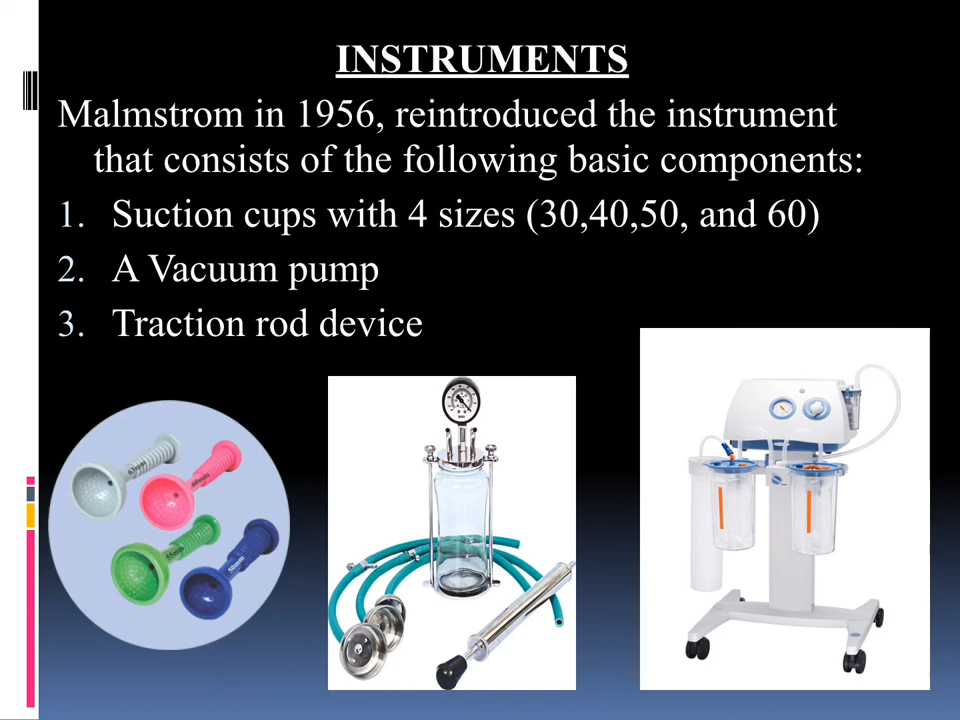 INSTRUMENTS
Malmstrom in 1956, reintroduced the instrument
that consists of the following basic components:
1. Suction cups with 4 sizes (30,40,50, and 60)
2. A Vacuum pump
3. Traction rod device
60mm